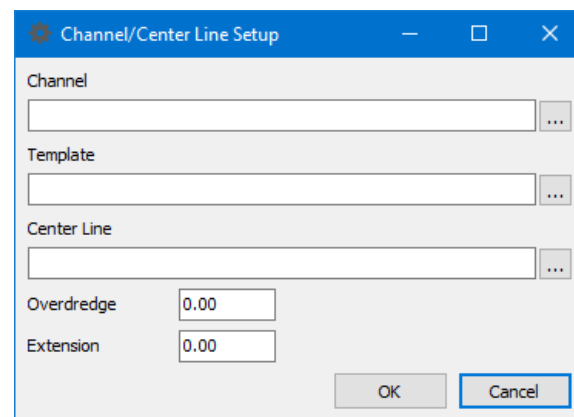 Channel/Center Line Setup
Channel
...
Template
...
Center Line
...
Overdredge 0.00
Extension 0.00
OK Cancel